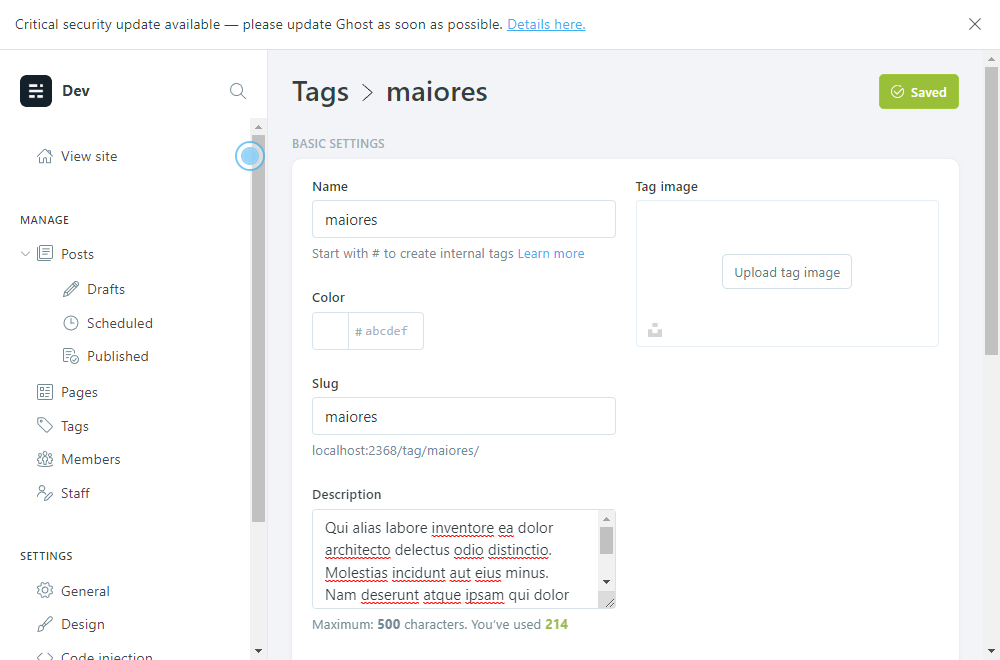 Critical security update available — please update Ghost as soon as possible. Details here.
Dev
View site
MANAGE
Posts
Drafts
Scheduled
Published
Pages
Tags
Members
Staff
SETTINGS
General
Design
Code injection
Tags > maiores
Saved
BASIC SETTINGS
Name
maiores
Start with # to create internal tags Learn more
Color
# abcdef
Slug
maiores
localhost:2368/tag/maiores/
Description
Qui alias labore inventore ea dolor
architecto delectus odio distinctio.
Molestias incidunt aut eius minus.
Nam deserunt atque ipsam qui dolor
Maximum: 500 characters. You've used 214
Tag image
Upload tag image